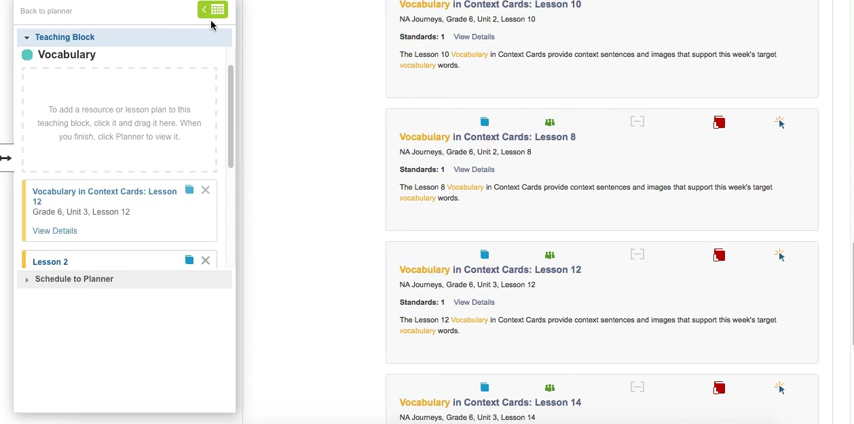 Back to planner
Teaching Block
Vocabulary
To add a resource or lesson plan to this
teaching block, click it and drag it here. When
you finish, click Planner to view it.
Vocabulary in Context Cards: Lesson
12
Grade 6, Unit 3, Lesson 12
View Details
Lesson 2
Schedule to Planner
Vocabulary in Context Cards: Lesson 10
NA Journeys, Grade 6, Unit 2, Lesson 10
Standards: 1 View Details
The Lesson 10 Vocabulary in Context Cards provide context sentences and images that support this week's target
vocabulary words.
Vocabulary in Context Cards: Lesson 8
NA Journeys, Grade 6, Unit 2, Lesson 8
Standards: 1 View Details
The Lesson 8 Vocabulary in Context Cards provide context sentences and images that support this week's target
vocabulary words.
Vocabulary in Context Cards: Lesson 12
NA Journeys, Grade 6, Unit 3, Lesson 12
Standards: 1 View Details
The Lesson 12 Vocabulary in Context Cards provide context sentences and images that support this week's target
vocabulary words.
Vocabulary in Context Cards: Lesson 14
NA Journeys, Grade 6, Unit 3, Lesson 14